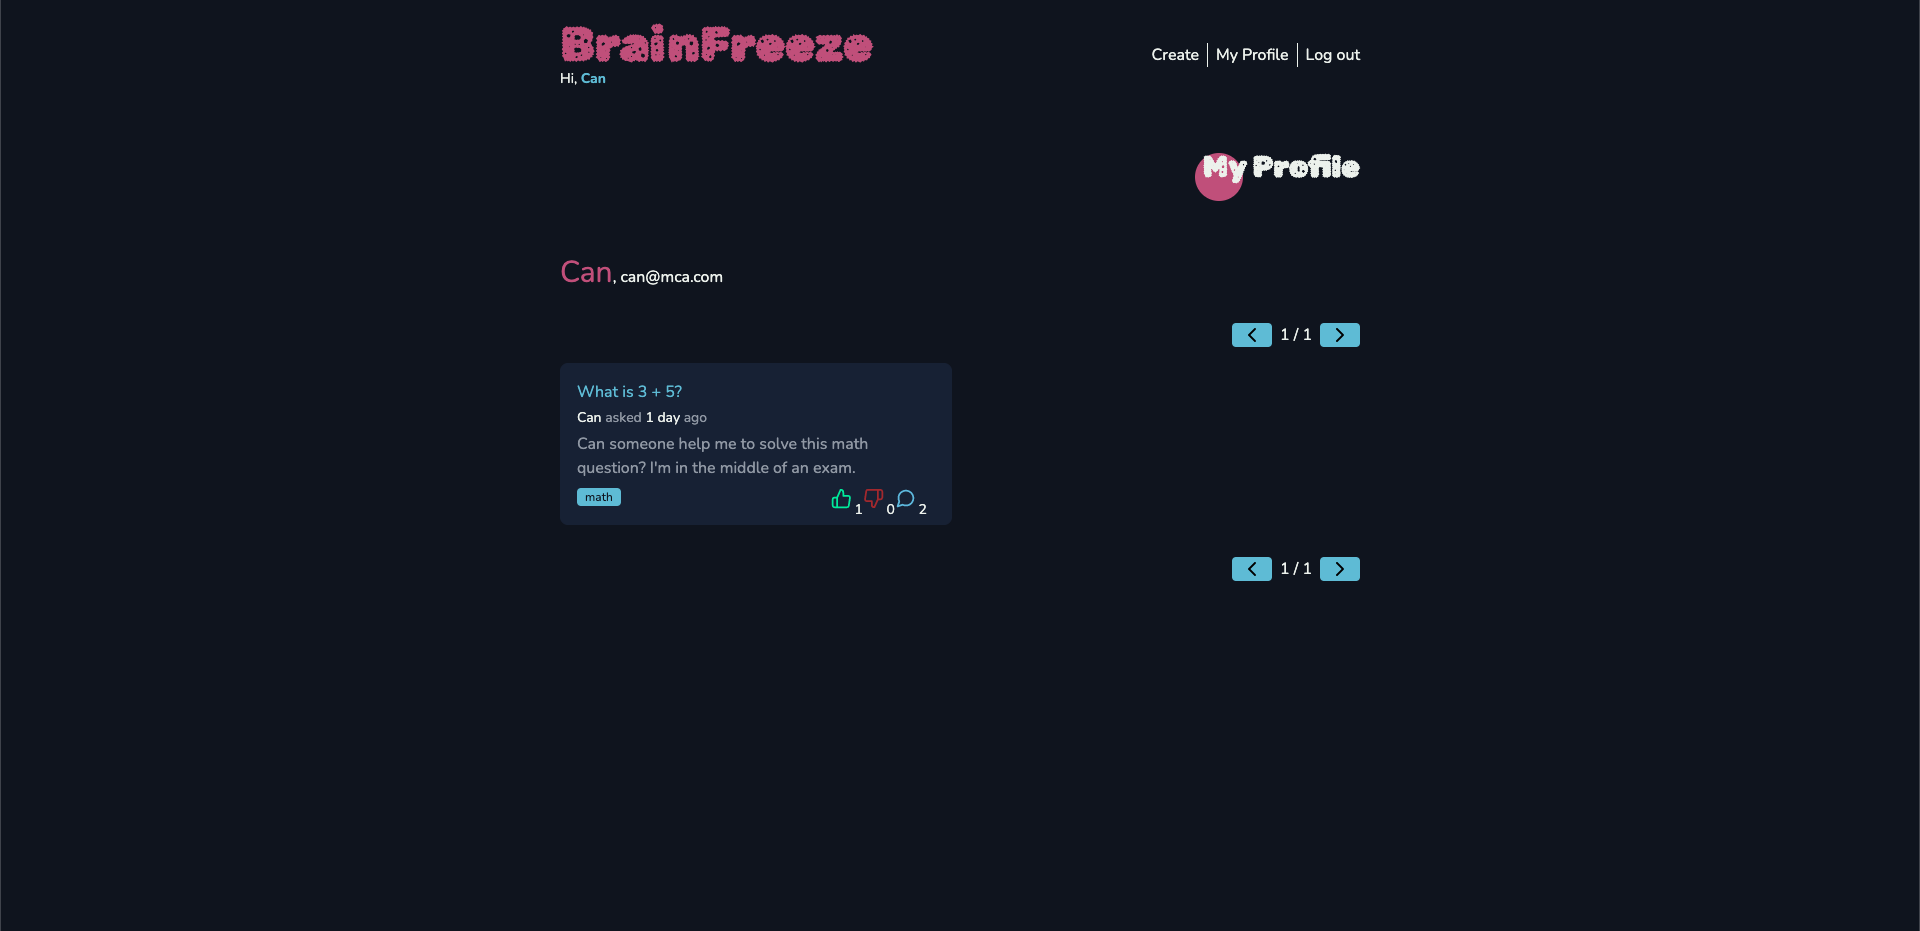 BrainFreeze
Hi, Can
Create
My Profile
Log out
My Profile
Can, can@mca.com
1 / 1
What is 3 + 5?
Can asked 1 day ago
Can someone help me to solve this math
question? I'm in the middle of an exam.
math
1 0 2
1 / 1